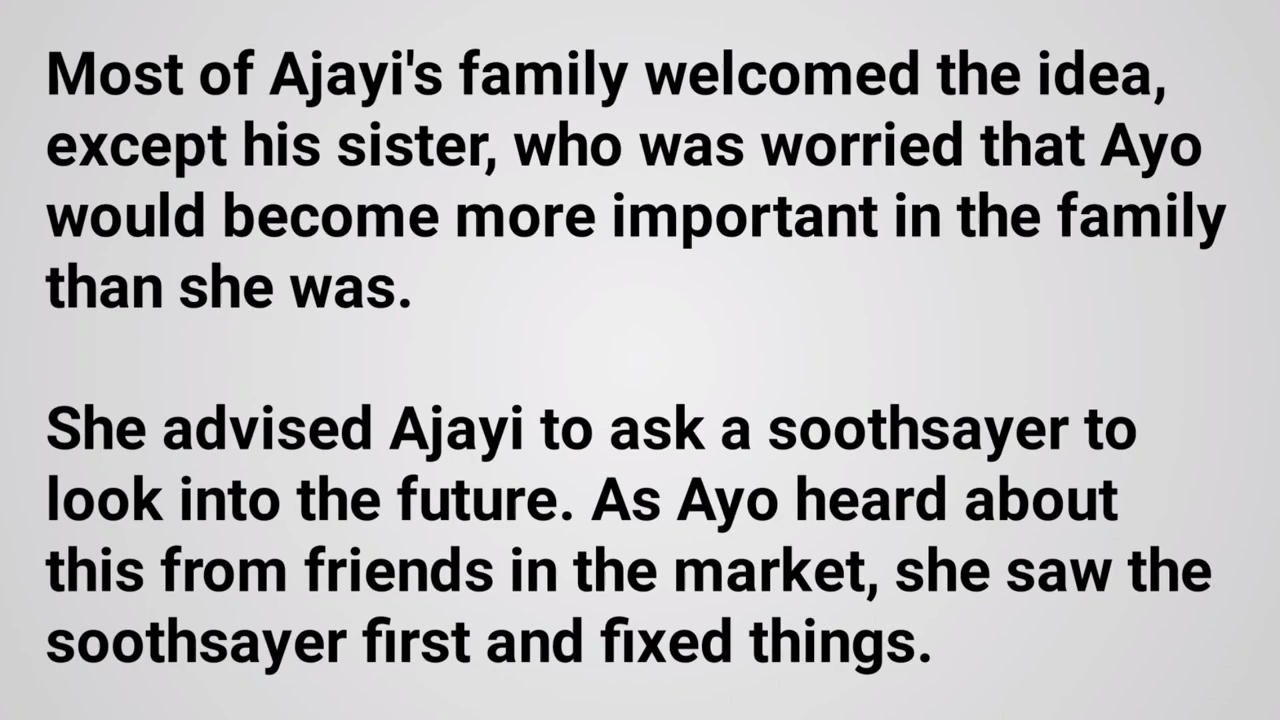 Most of Ajayi's family welcomed the idea,
except his sister, who was worried that Ayo
would become more important in the family
than she was.
She advised Ajayi to ask a soothsayer to
look into the future. As Ayo heard about
this from friends in the market, she saw the
soothsayer first and fixed things.